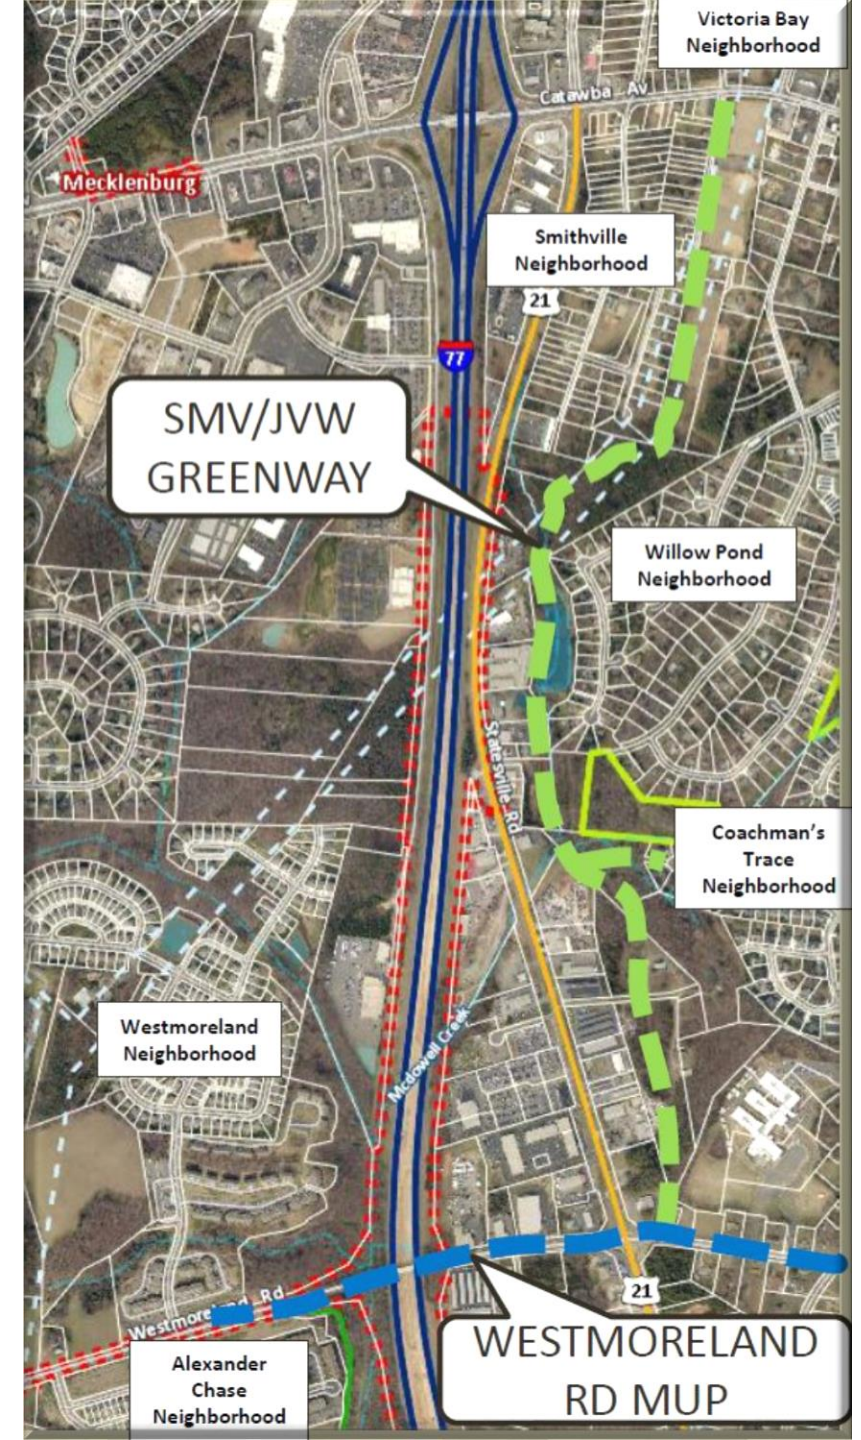 Victoria Bay
Neighborhood
Catawba Av
Mecklenburg
Smithville
Neighborhood
21
77
SMV/JVW
GREENWAY
Willow Pond
Neighborhood
Statesville Rd
Coachman's
Trace
Neighborhood
Westmoreland
Neighborhood
Mcdowell Creek
21
Westmoreland Rd
WESTMORELAND
RD MUP
Alexander
Chase
Neighborhood